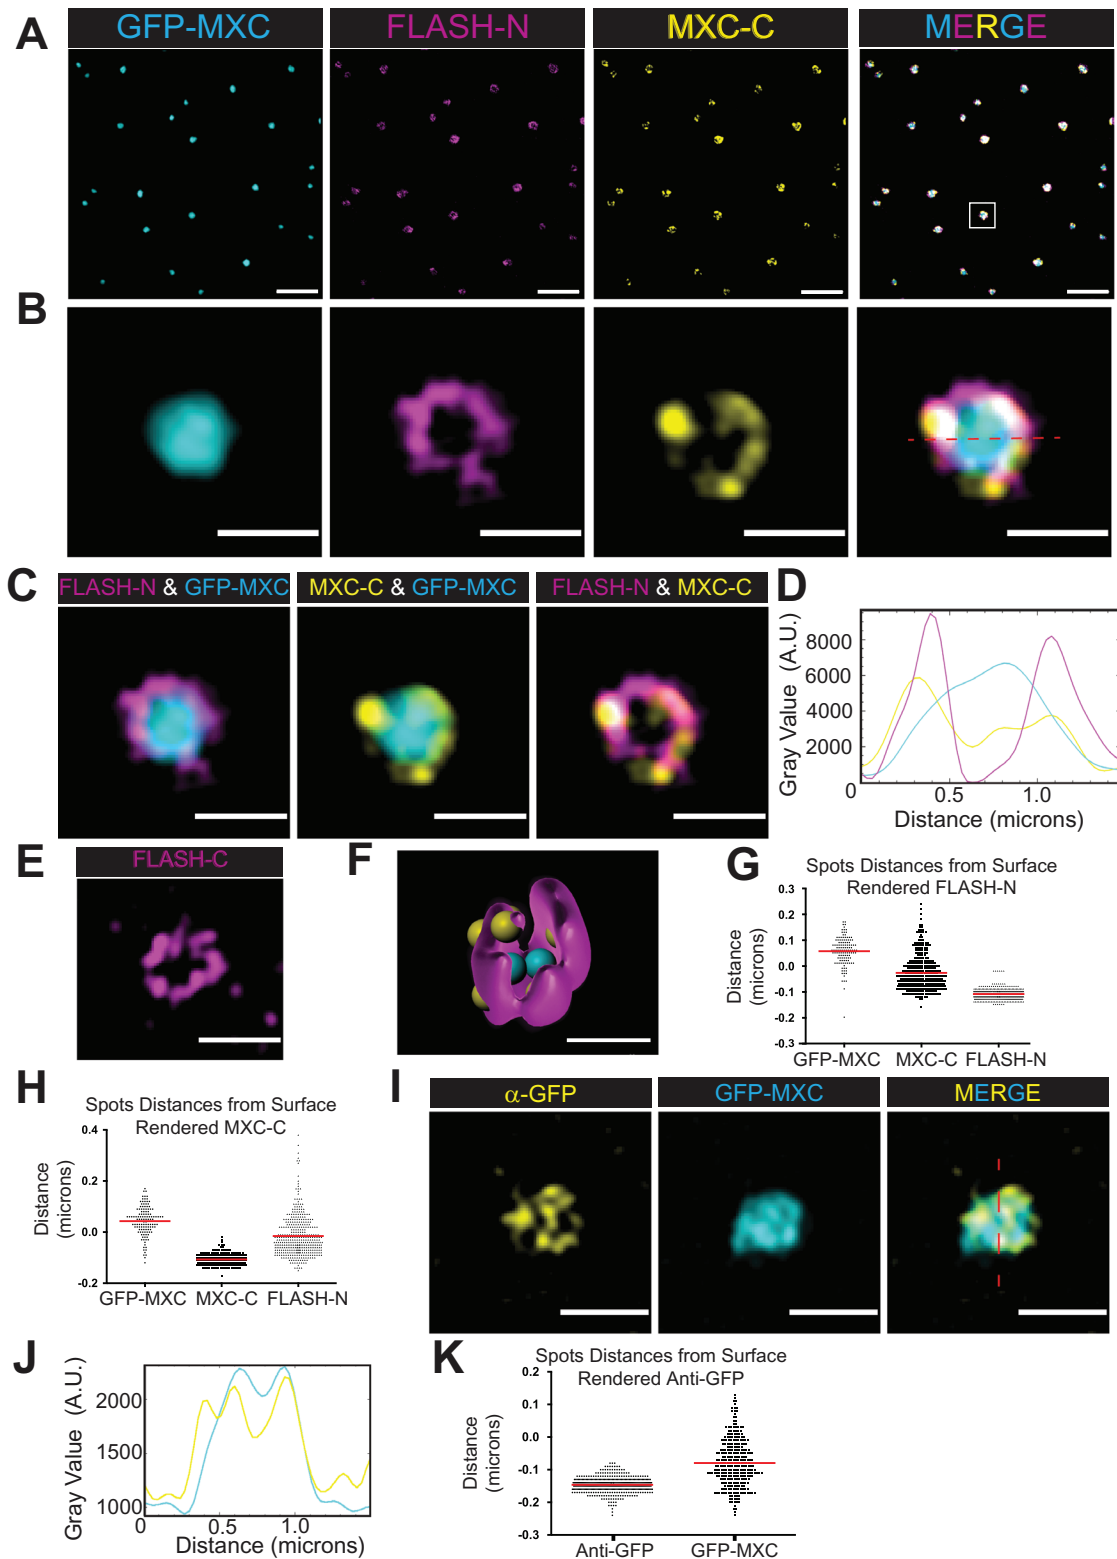 A
GFP-MXC
FLASH-N
MXC-C
MERGE
B
C
FLASH-N & GFP-MXC
MXC-C & GFP-MXC
FLASH-N & MXC-C
D
Gray Value (A.U.)
8000
6000
4000
2000
0
0.5
1.0
Distance (microns)
E
FLASH-C
F
G
Spots Distances from Surface
Rendered FLASH-N
Distance
(microns)
0.3
0.2
0.1
0.0
-0.1
-0.2
-0.3
GFP-MXC
MXC-C
FLASH-N
H
Spots Distances from Surface
Rendered MXC-C
Distance
(microns)
0.4
0.2
0.0
-0.2
GFP-MXC
MXC-C
FLASH-N
I
α-GFP
GFP-MXC
MERGE
J
Gray Value (A.U.)
2000
1500
1000
0
0.5
1.0
Distance (microns)
K
Spots Distances from Surface
Rendered Anti-GFP
Distance
(microns)
0.2
0.1
0.0
-0.1
-0.2
-0.3
Anti-GFP
GFP-MXC